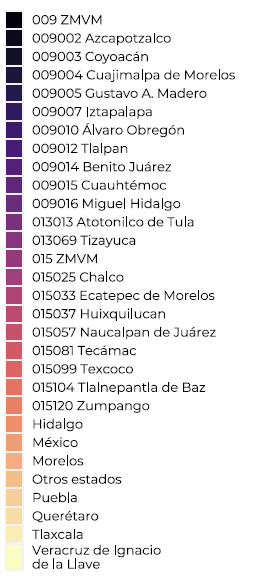 009 ZMVM
009002 Azcapotzalco
009003 Coyoacán
009004 Cuajimalpa de Morelos
009005 Gustavo A. Madero
009007 Iztapalapa
009010 Álvaro Obregón
009012 Tlalpan
009014 Benito Juárez
009015 Cuauhtémoc
009016 Miguel Hidalgo
013013 Atotonilco de Tula
013069 Tizayuca
015 ZMVM
015025 Chalco
015033 Ecatepec de Morelos
015037 Huixquilucan
015057 Naucalpan de Juárez
015081 Tecámac
015099 Texcoco
015104 Tlalnepantla de Baz
015120 Zumpango
Hidalgo
México
Morelos
Otros estados
Puebla
Querétaro
Tlaxcala
Veracruz de Ignacio
de la Llave